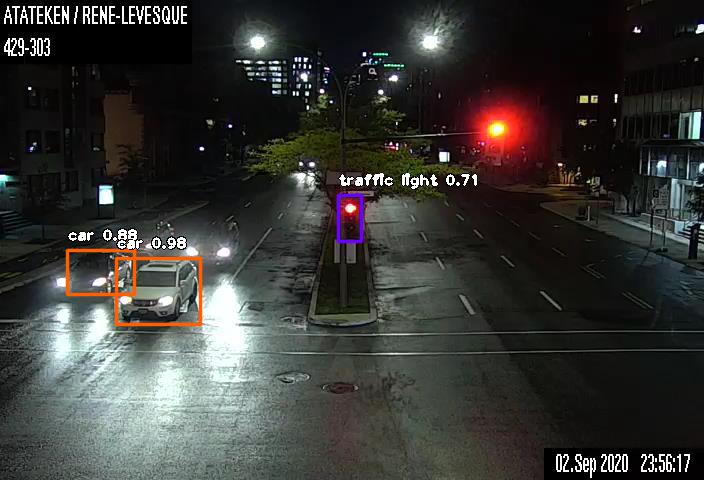 ATATEKEN / RENE-LEVESQUE
429-303
traffic light 0.71
car 0.88
car 0.98
02.Sep 2020 23:56:17